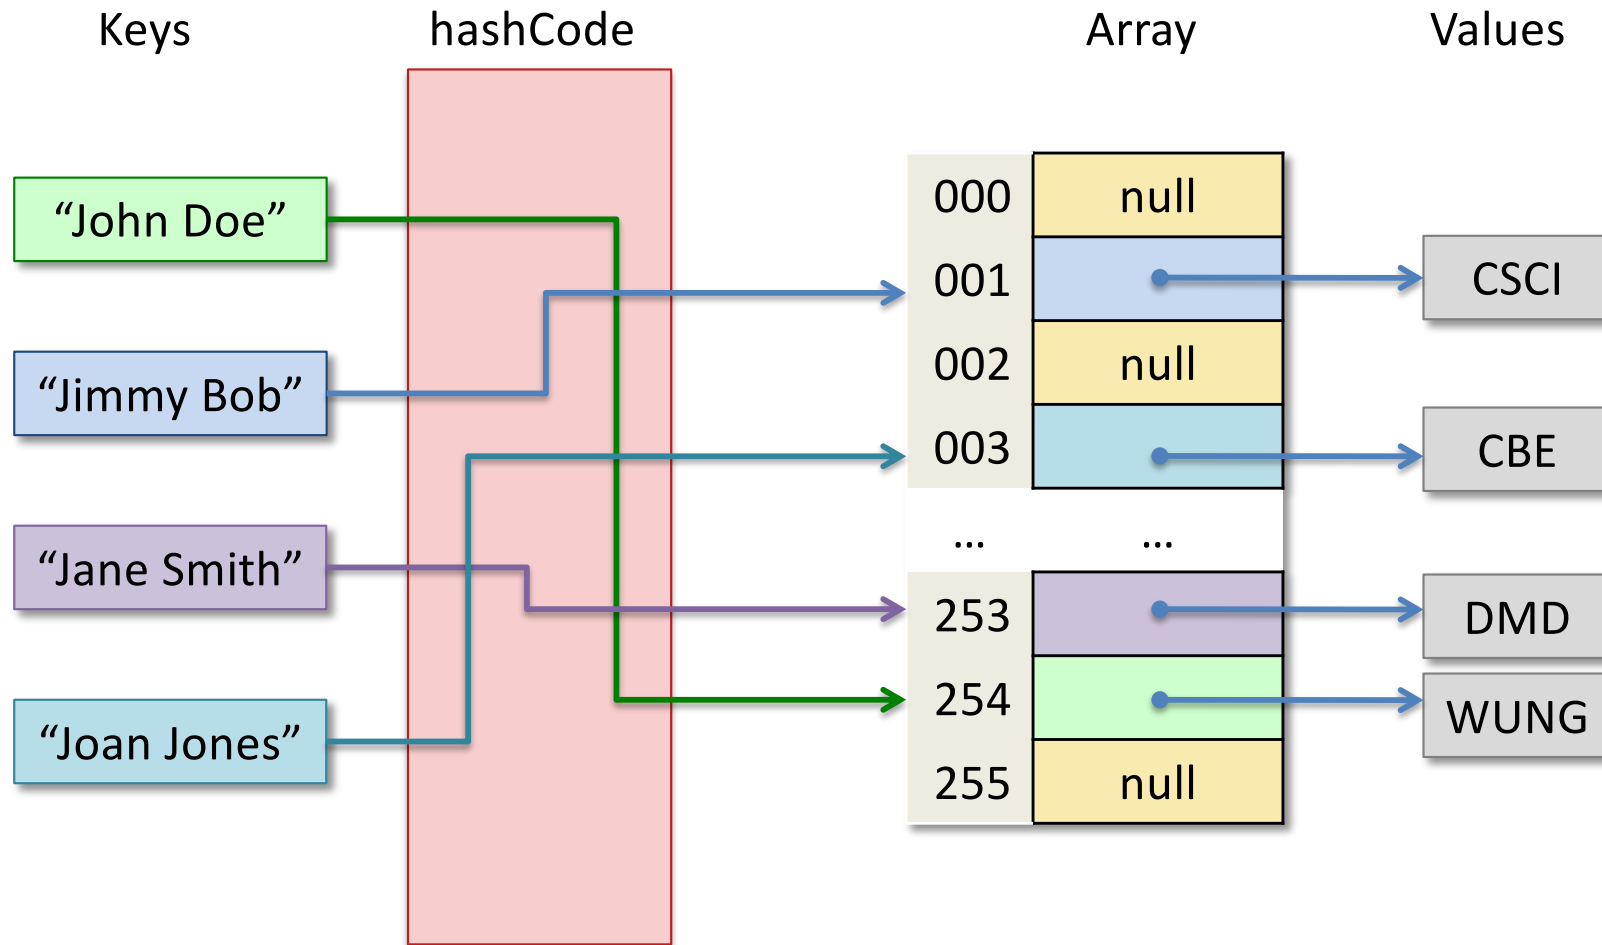 Keys hashCode Array Values
“John Doe”
“Jimmy Bob”
“Jane Smith”
“Joan Jones”
000 null
001
002 null
003
... ...
253
254
255 null
CSCI
CBE
DMD
WUNG